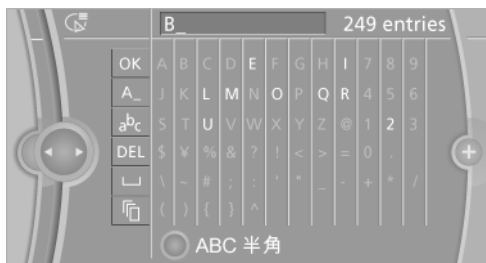 B_ 249 entries
OK A B C D E F G H I 7 8 9
A_ J K L M N O P Q R 4 5 6
abc S T U V W X Y Z @ 1 2 3
DEL $ ¥ % & ? ! < > = 0 .
\ ~ # ; : ' " _ - + * /
( ) { } ^
ABC 半角